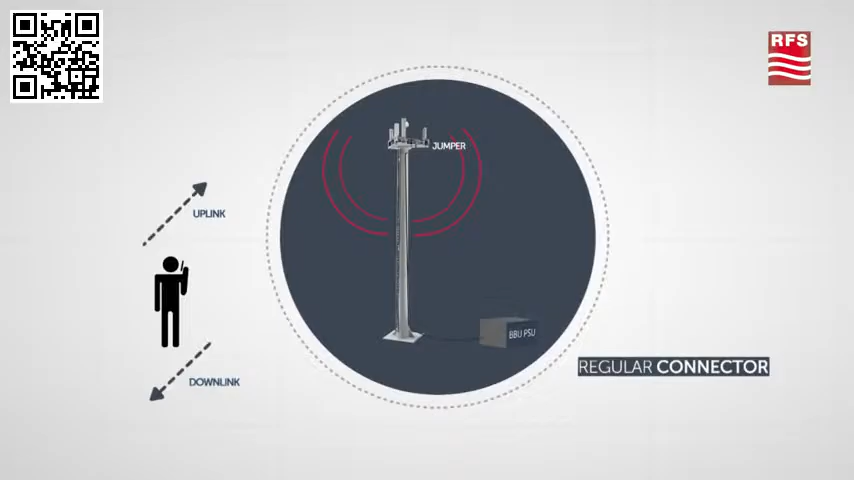 RFS
JUMPER
UPLINK
BBU PSU
REGULAR CONNECTOR
DOWNLINK